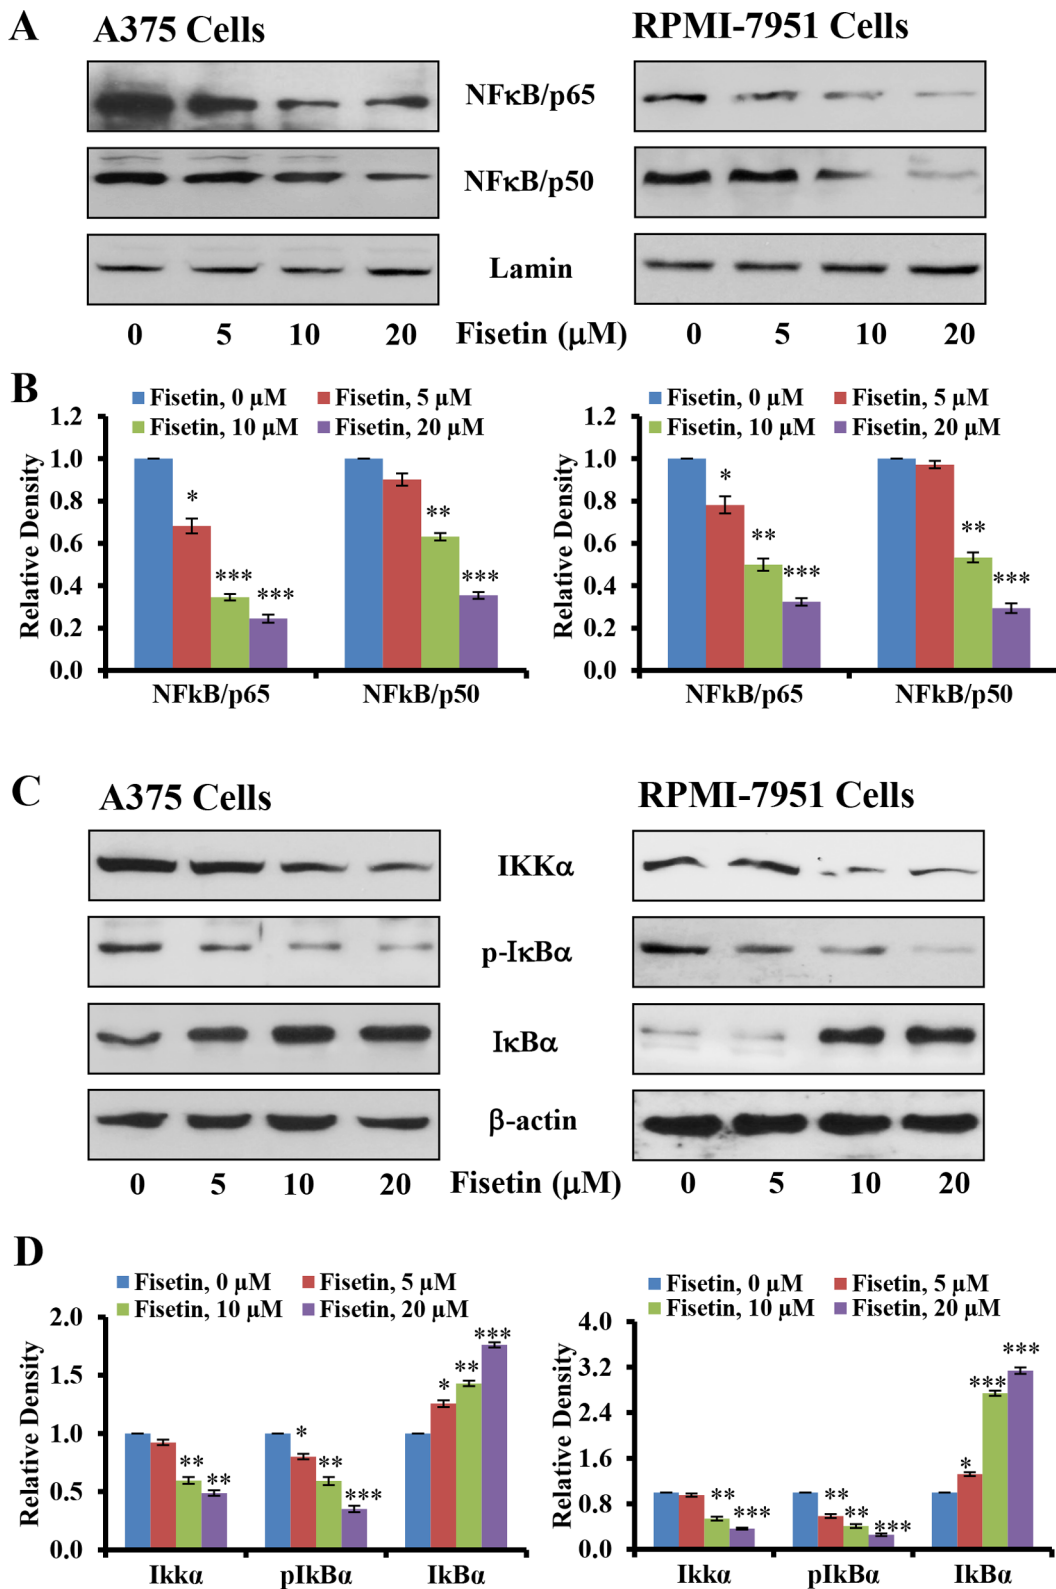 A
A375 Cells
RPMI-7951 Cells
NFκB/p65
NFκB/p50
Lamin
0 5 10 20 Fisetin (μM) 0 5 10 20
B
Fisetin, 0 μM Fisetin, 5 μM
Fisetin, 10 μM Fisetin, 20 μM
Relative Density
1.2
1.0
0.8
0.6
0.4
0.2
0.0
*
***
***
**
***
NFkB/p65 NFkB/p50
Fisetin, 0 μM Fisetin, 5 μM
Fisetin, 10 μM Fisetin, 20 μM
Relative Density
1.2
1.0
0.8
0.6
0.4
0.2
0.0
*
**
***
**
***
NFkB/p65 NFkB/p50
C
A375 Cells
RPMI-7951 Cells
IKKα
p-IκBα
IκBα
β-actin
0 5 10 20 Fisetin (μM) 0 5 10 20
D
Fisetin, 0 μM Fisetin, 5 μM
Fisetin, 10 μM Fisetin, 20 μM
Relative Density
2.0
1.5
1.0
0.5
0.0
**
**
*
**
***
*
**
***
Ikkα pIkBα IkBα
Fisetin, 0 μM Fisetin, 5 μM
Fisetin, 10 μM Fisetin, 20 μM
Relative Density
4.0
3.2
2.4
1.6
0.8
0.0
**
***
**
**
***
*
***
***
Ikkα pIkBα IkBα